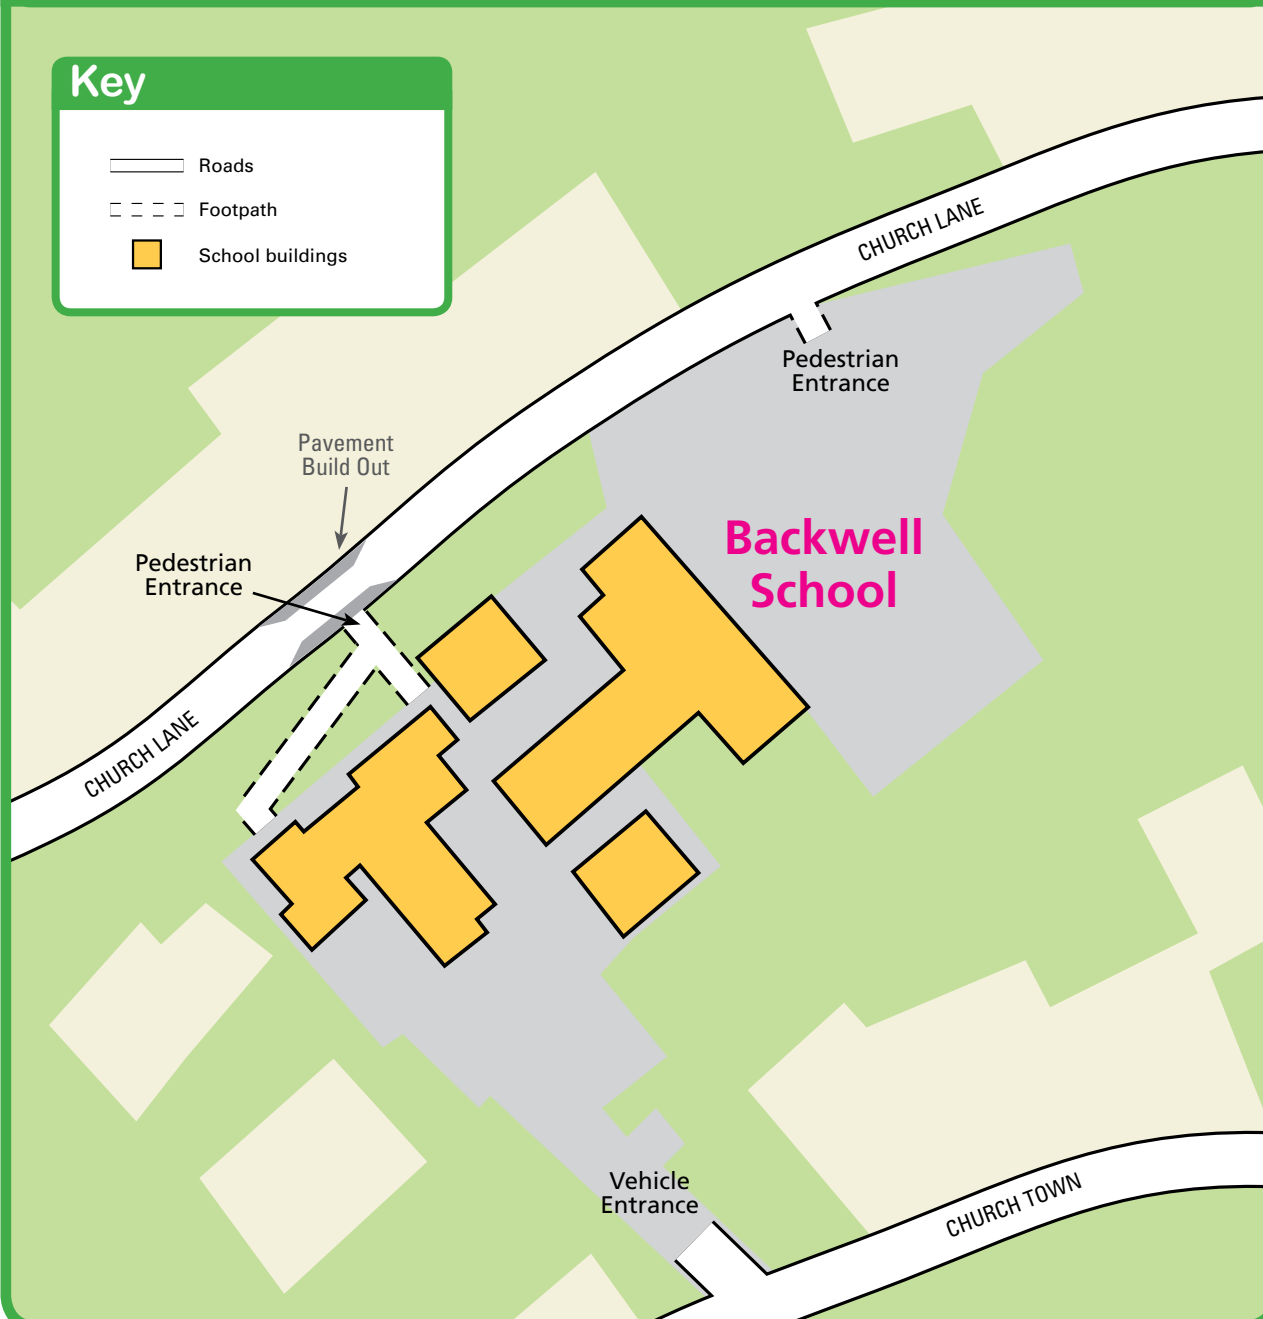 Key
Roads
Footpath
School buildings
CHURCH LANE
Pedestrian
Entrance
Pavement
Build Out
Pedestrian
Entrance
Backwell
School
CHURCH LANE
Vehicle
Entrance
CHURCH TOWN